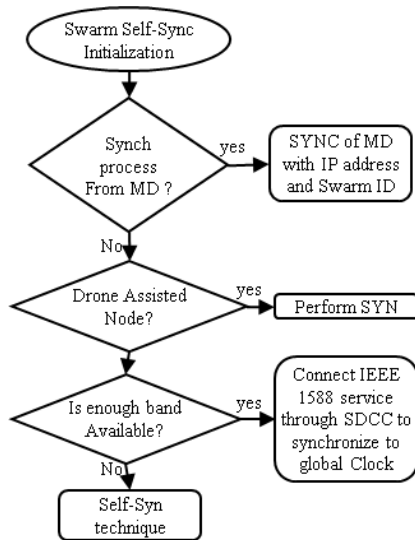 Swarm Self-Sync
Initialization
Synch
process
From MD ?
yes
SYNC of MD
with IP address
and Swarm ID
No
Drone Assisted
Node?
yes
Perform SYN
Is enough band
Available?
yes
Connect IEEE
1588 service
through SDCC to
synchronize to
global Clock
No
Self-Syn
technique